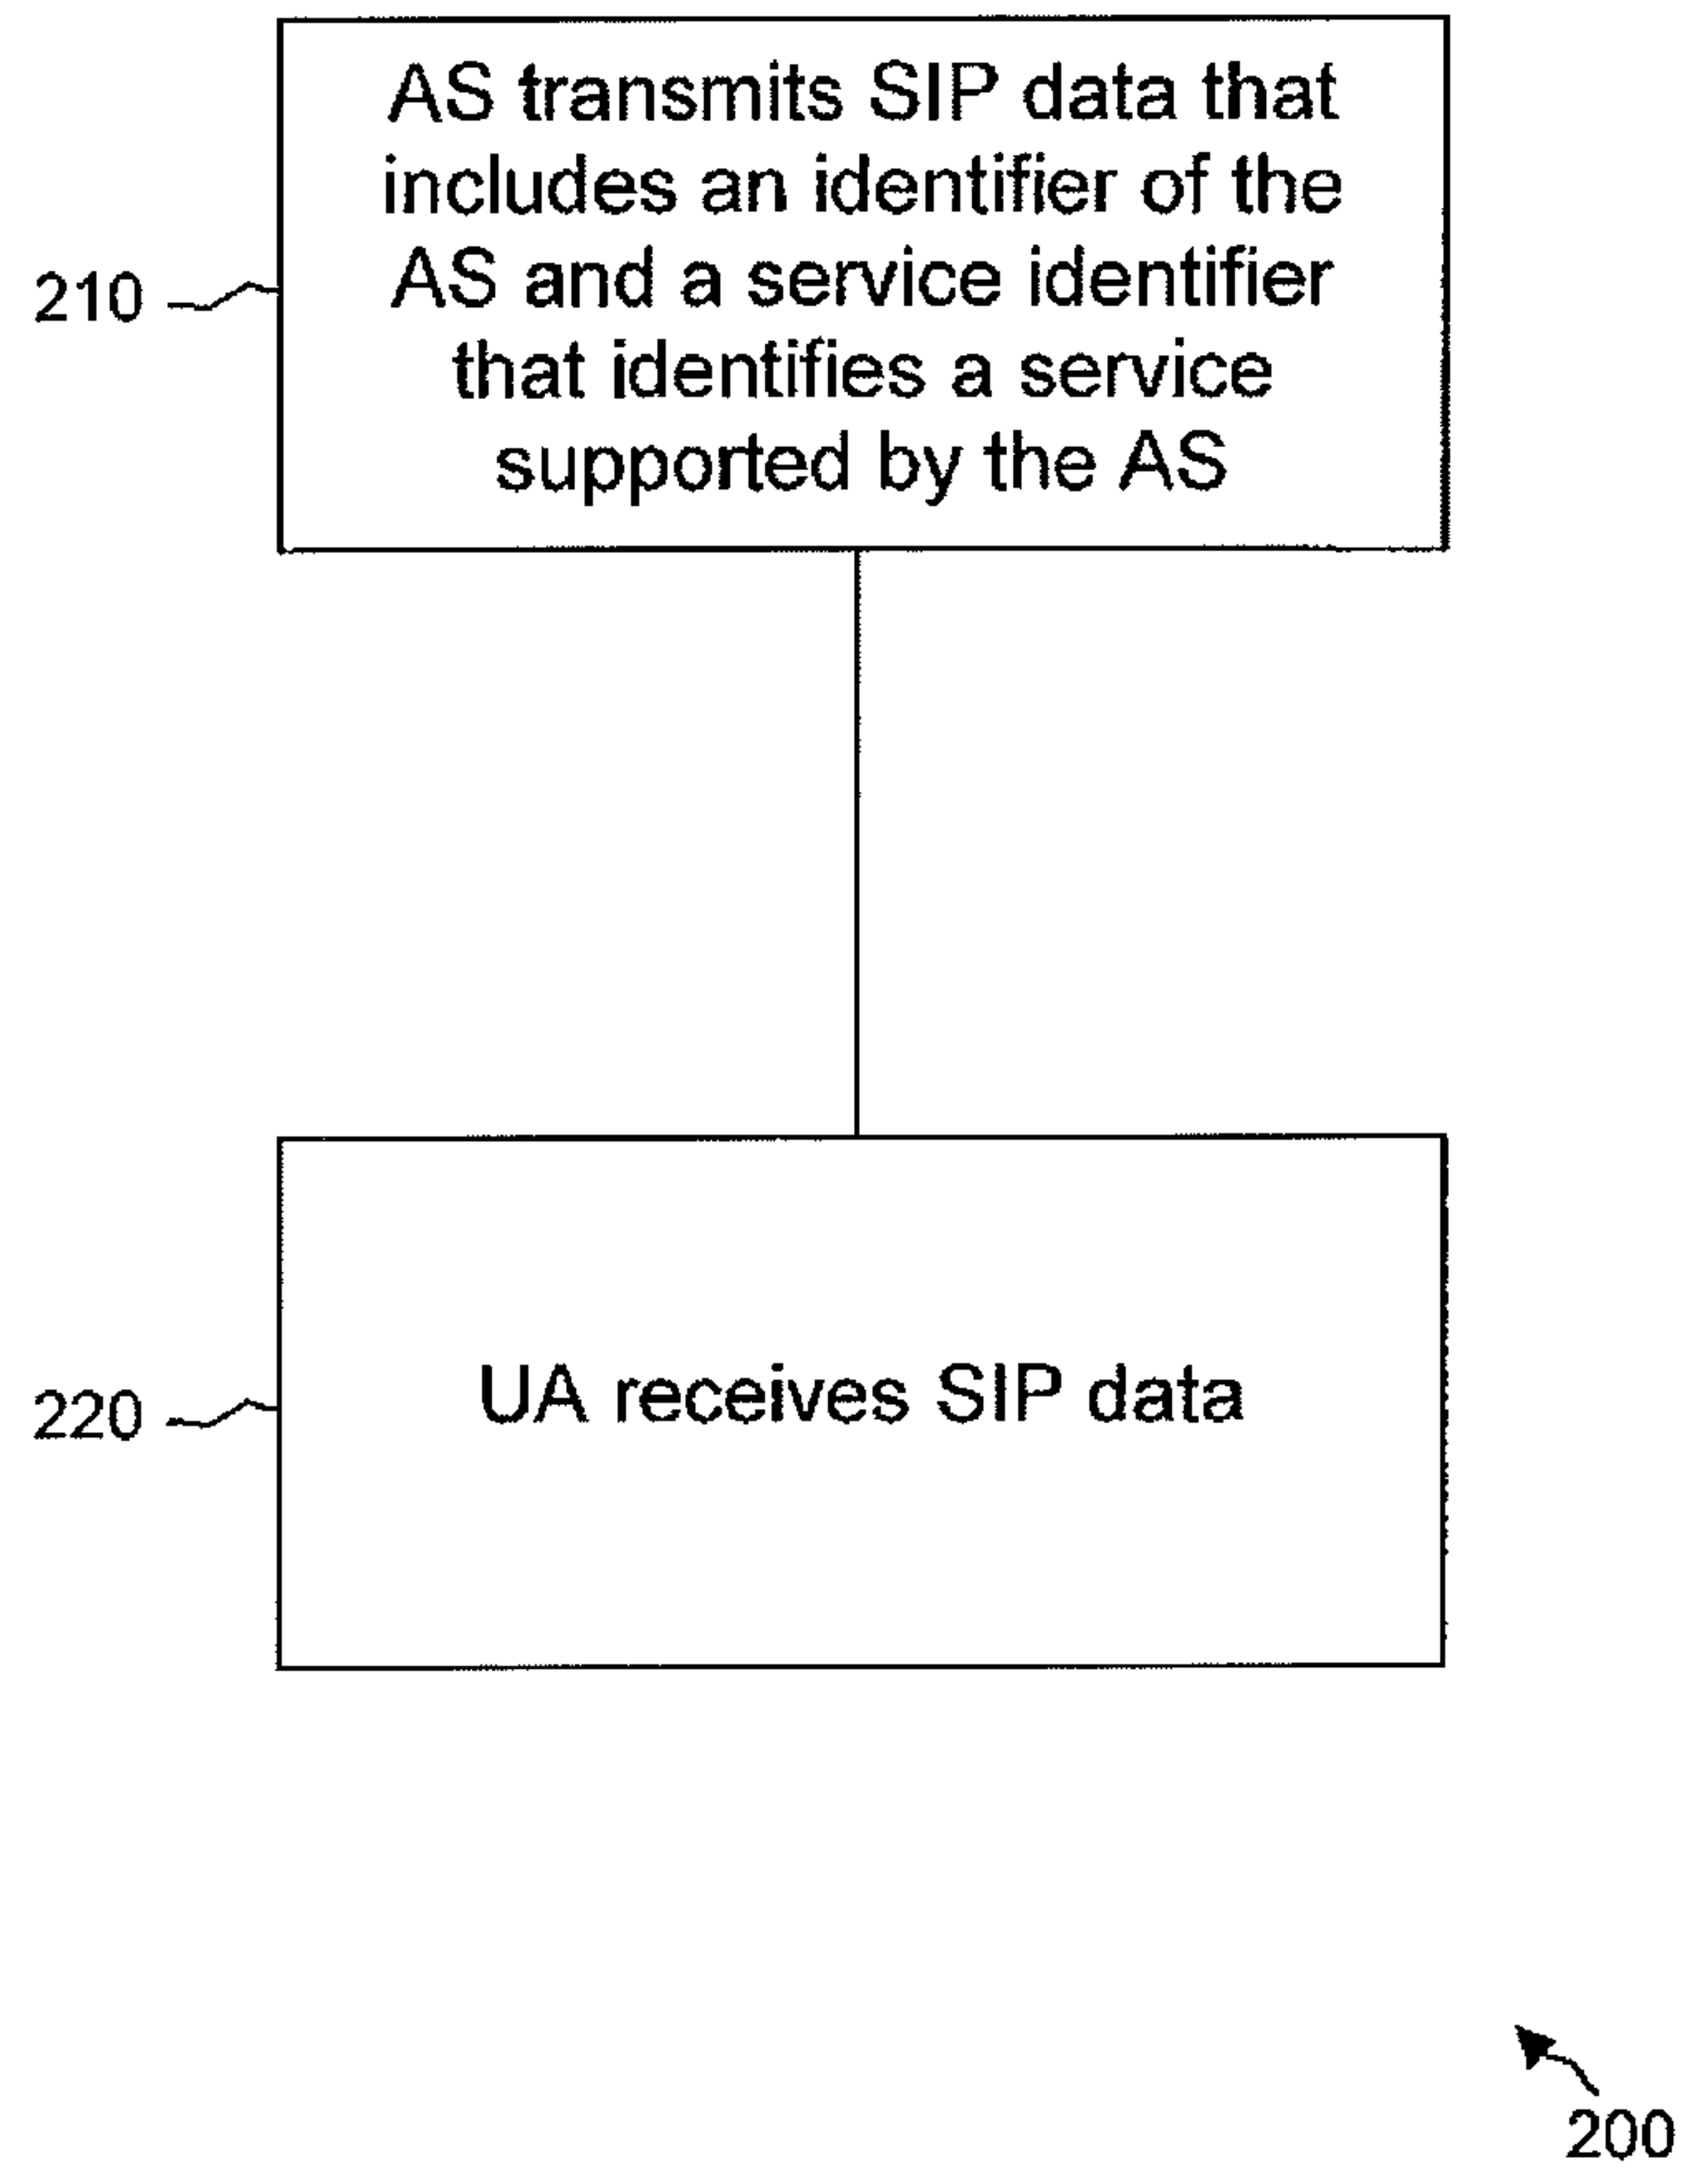 AS transmits SIP data that
includes an identifier of the
AS and a service identifier
that identifies a service
supported by the AS
210
UA receives SIP data
220
200